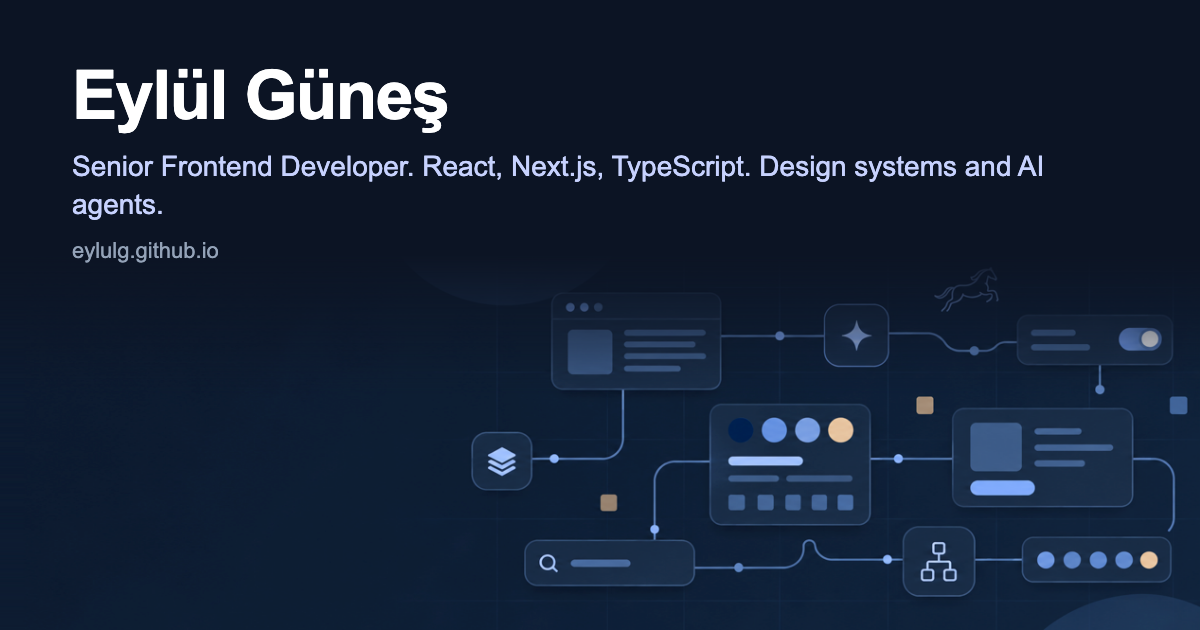 Eylül Güneş
Senior Frontend Developer. React, Next.js, TypeScript. Design systems and AI
agents.
eylulg.github.io